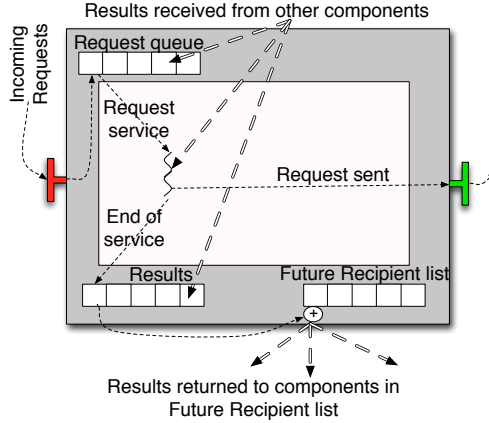 Results received from other components
Incoming
Requests
Request queue
Request
service
Request sent
End of
service
Results
Future Recipient list
+
Results returned to components in
Future Recipient list